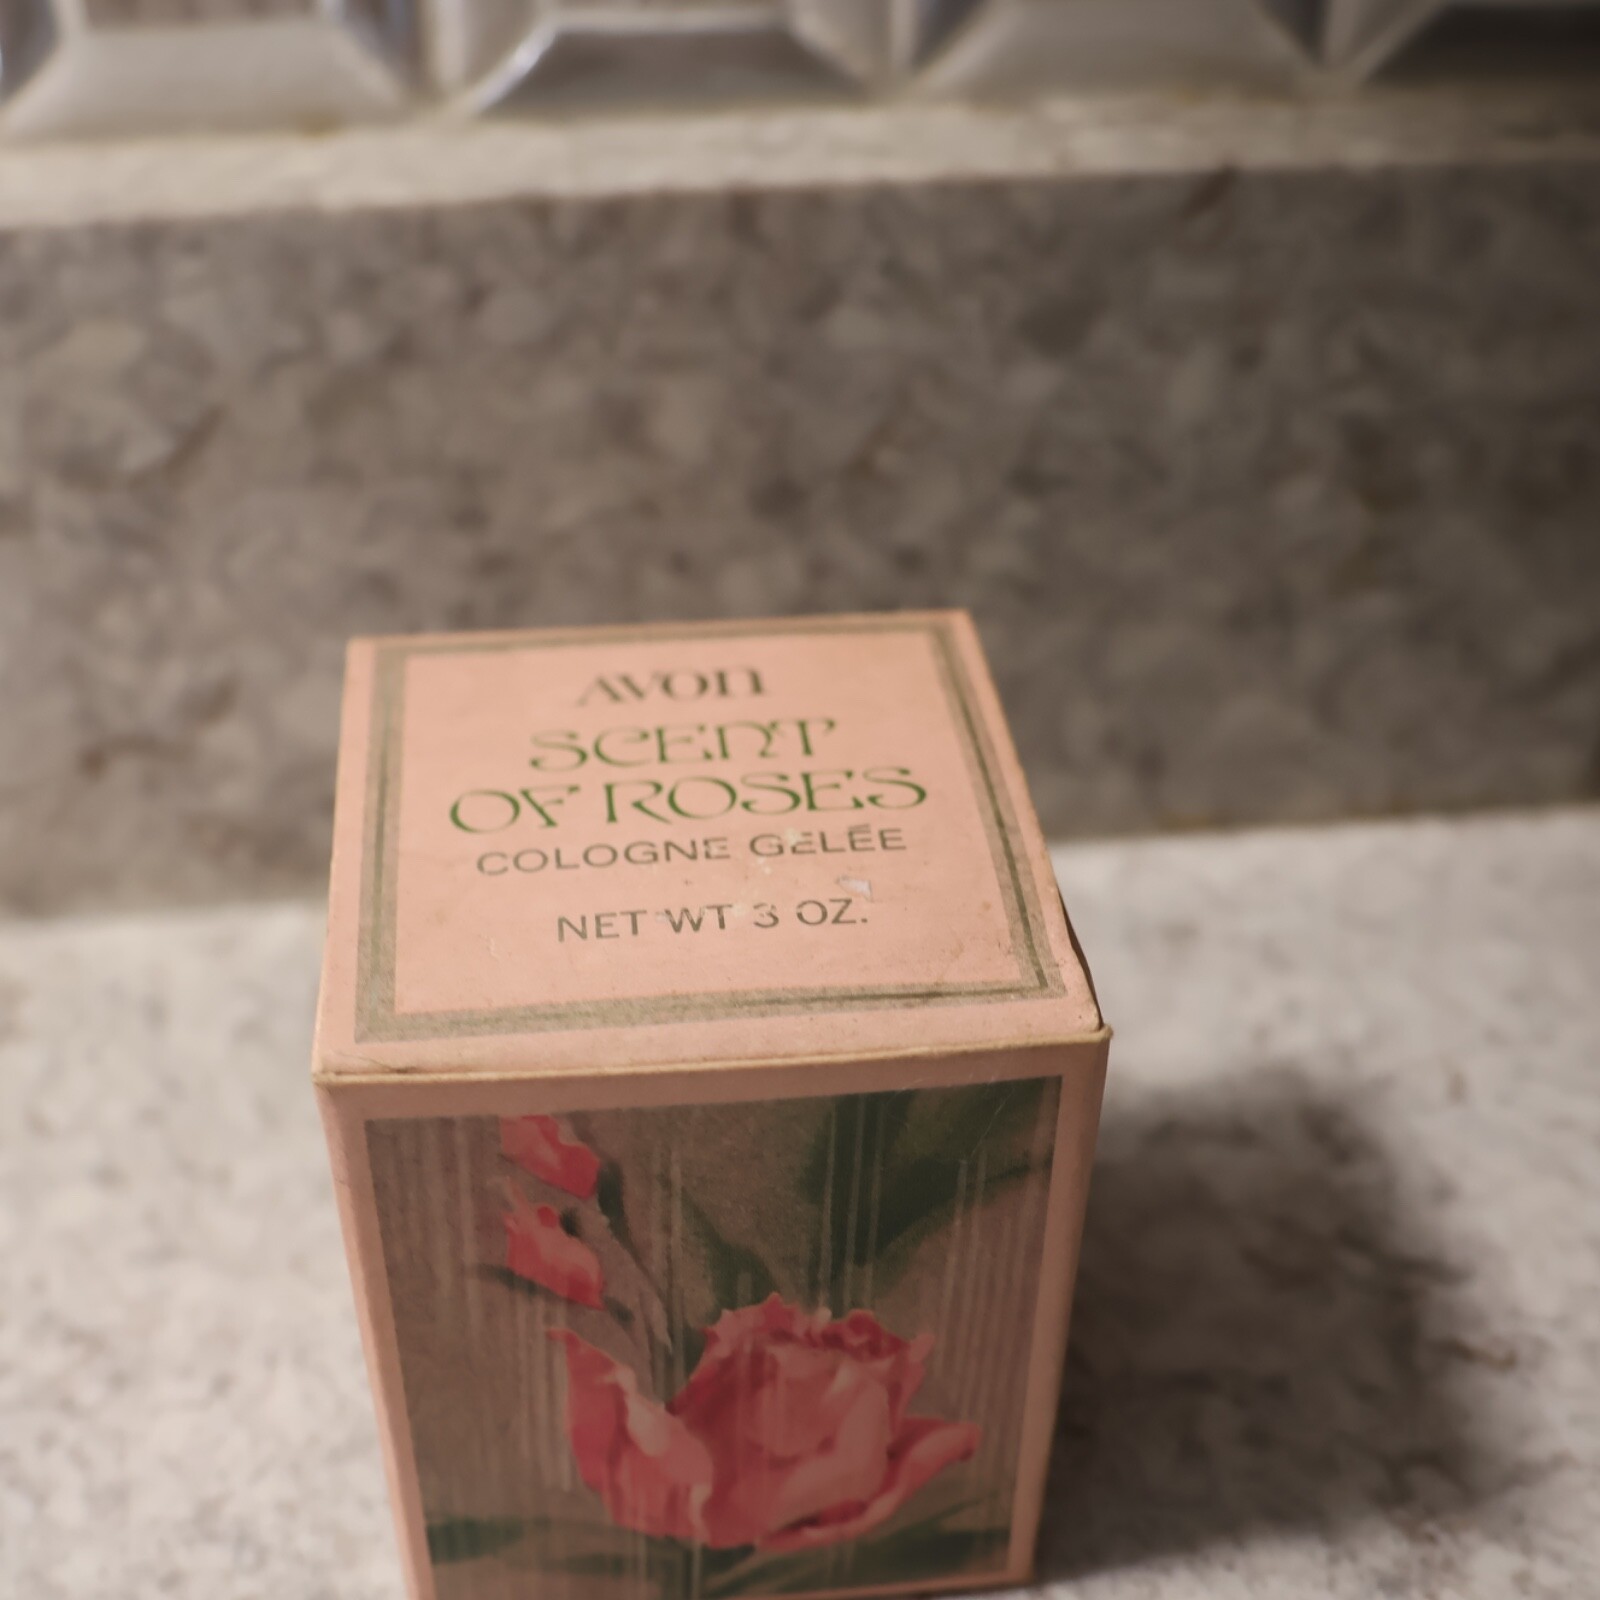 AVON
SCENT
OF ROSES
COLOGNE GELÉE
NET WT 3 OZ.